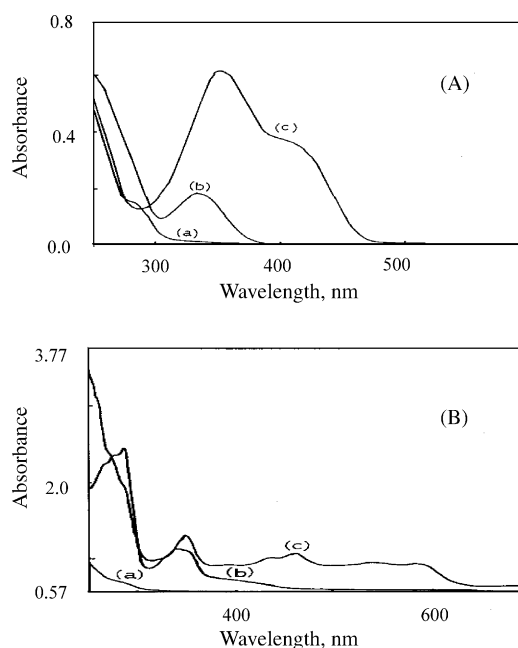 0.8
(A)
Absorbance
0.4
(c)
(b)
(a)
0.0
300 400 500
Wavelength, nm
3.77
(B)
Absorbance
2.0
(c)
(a)
(b)
0.57
400 600
Wavelength, nm